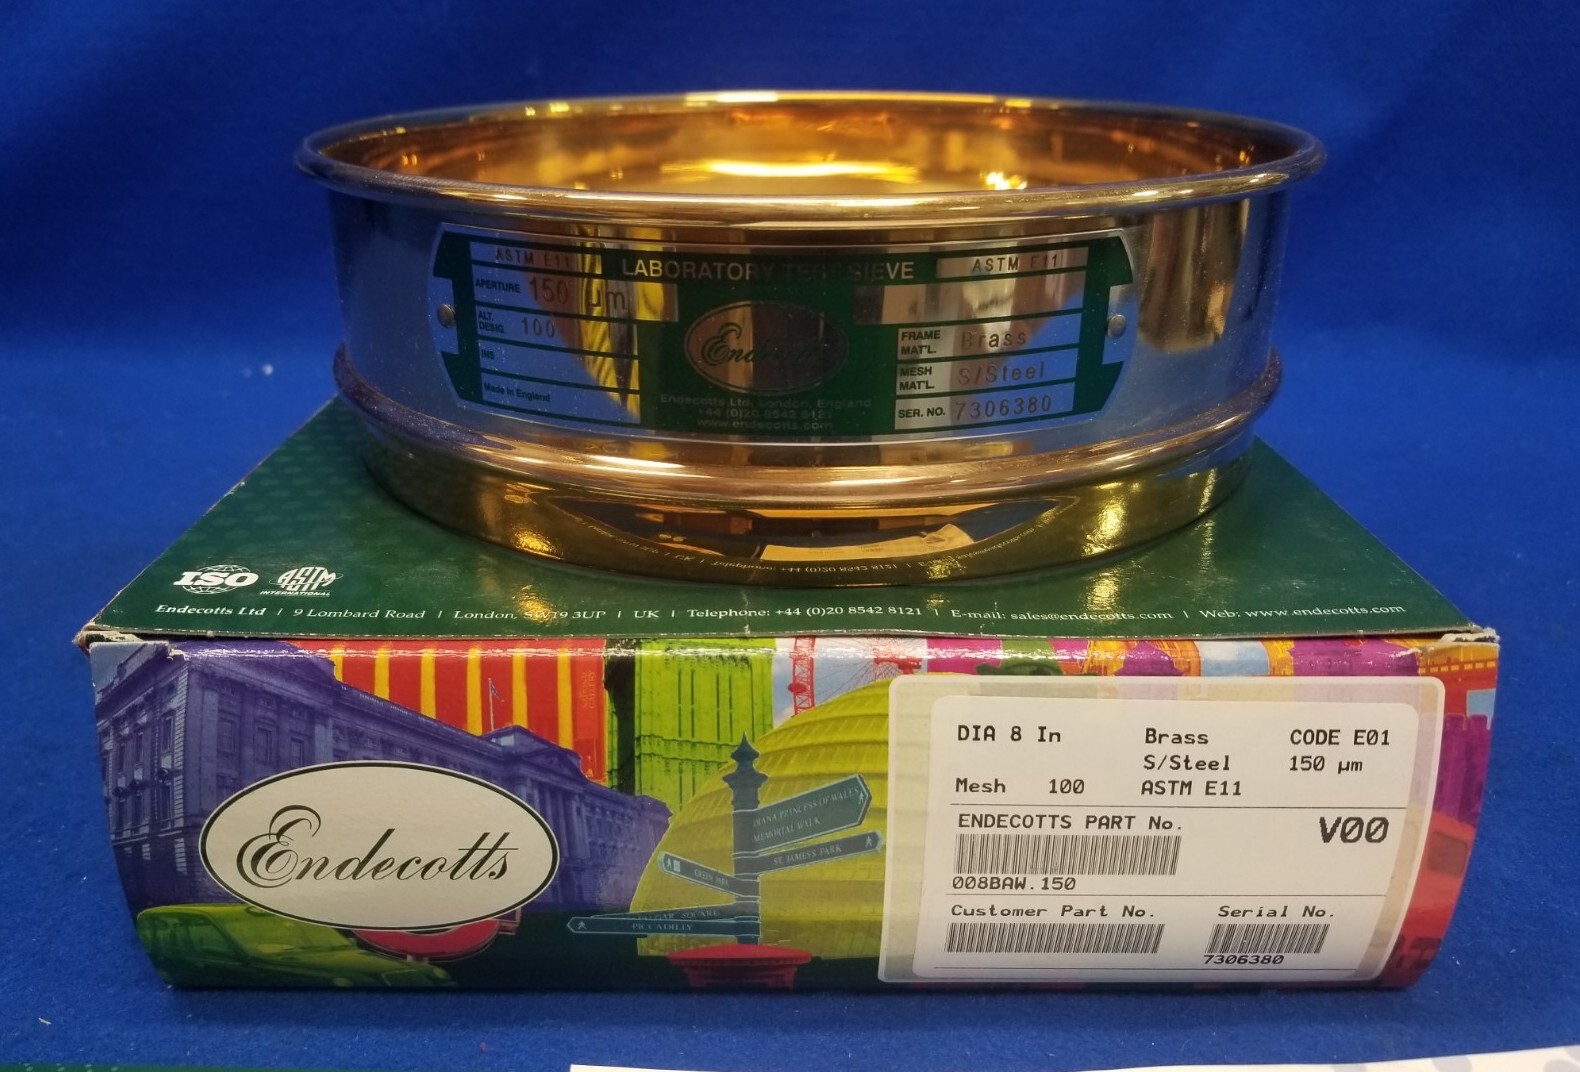 ASTM E11 LABORATORY TEST SIEVE ASTM E11
APERTURE 150 µm
ALT. DESIG. 100
INS
Made in England
Endecotts
Endecotts Ltd. London, England
+44 (0)20 8542 8121
www.endecotts.com
FRAME MAT'L. Brass
MESH MAT'L. S/Steel
SER. NO. 7306380
ISO ASTM INTERNATIONAL
Endecotts Ltd | 9 Lombard Road | London, SW19 3UP | UK | Telephone: +44 (0)20 8542 8121 | E-mail: sales@endecotts.com | Web: www.endecotts.com
NATIONAL GALLERY
Endecotts
DIANA PRINCESS OF WALES
MEMORIAL WALK
ST. JAMES'S PARK
GREEN PARK
SQUARE
PICCADILLY
DIA 8 In Brass CODE E01
S/Steel 150 µm
Mesh 100 ASTM E11
ENDECOTTS PART No. V00
008BAW.150
Customer Part No. Serial No.
7306380